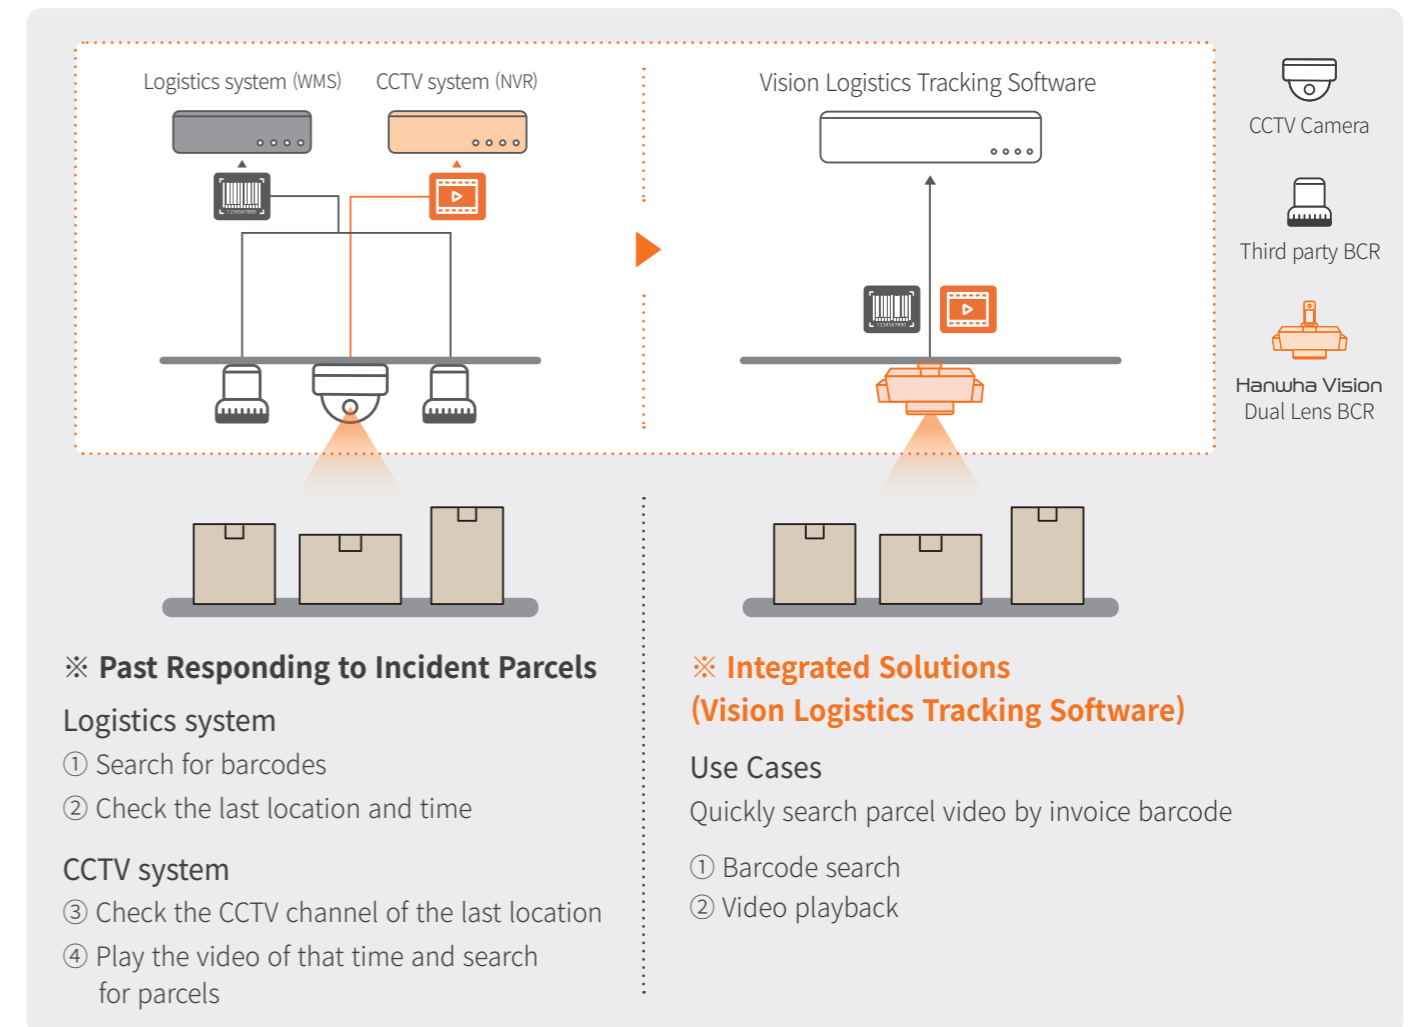 Logistics system (WMS)
CCTV system (NVR)
Vision Logistics Tracking Software
CCTV Camera
1234567890
1234567890
Third party BCR
Hanwha Vision
Dual Lens BCR
※ Past Responding to Incident Parcels
Logistics system
① Search for barcodes
② Check the last location and time
CCTV system
③ Check the CCTV channel of the last location
④ Play the video of that time and search
for parcels
※ Integrated Solutions
(Vision Logistics Tracking Software)
Use Cases
Quickly search parcel video by invoice barcode
① Barcode search
② Video playback